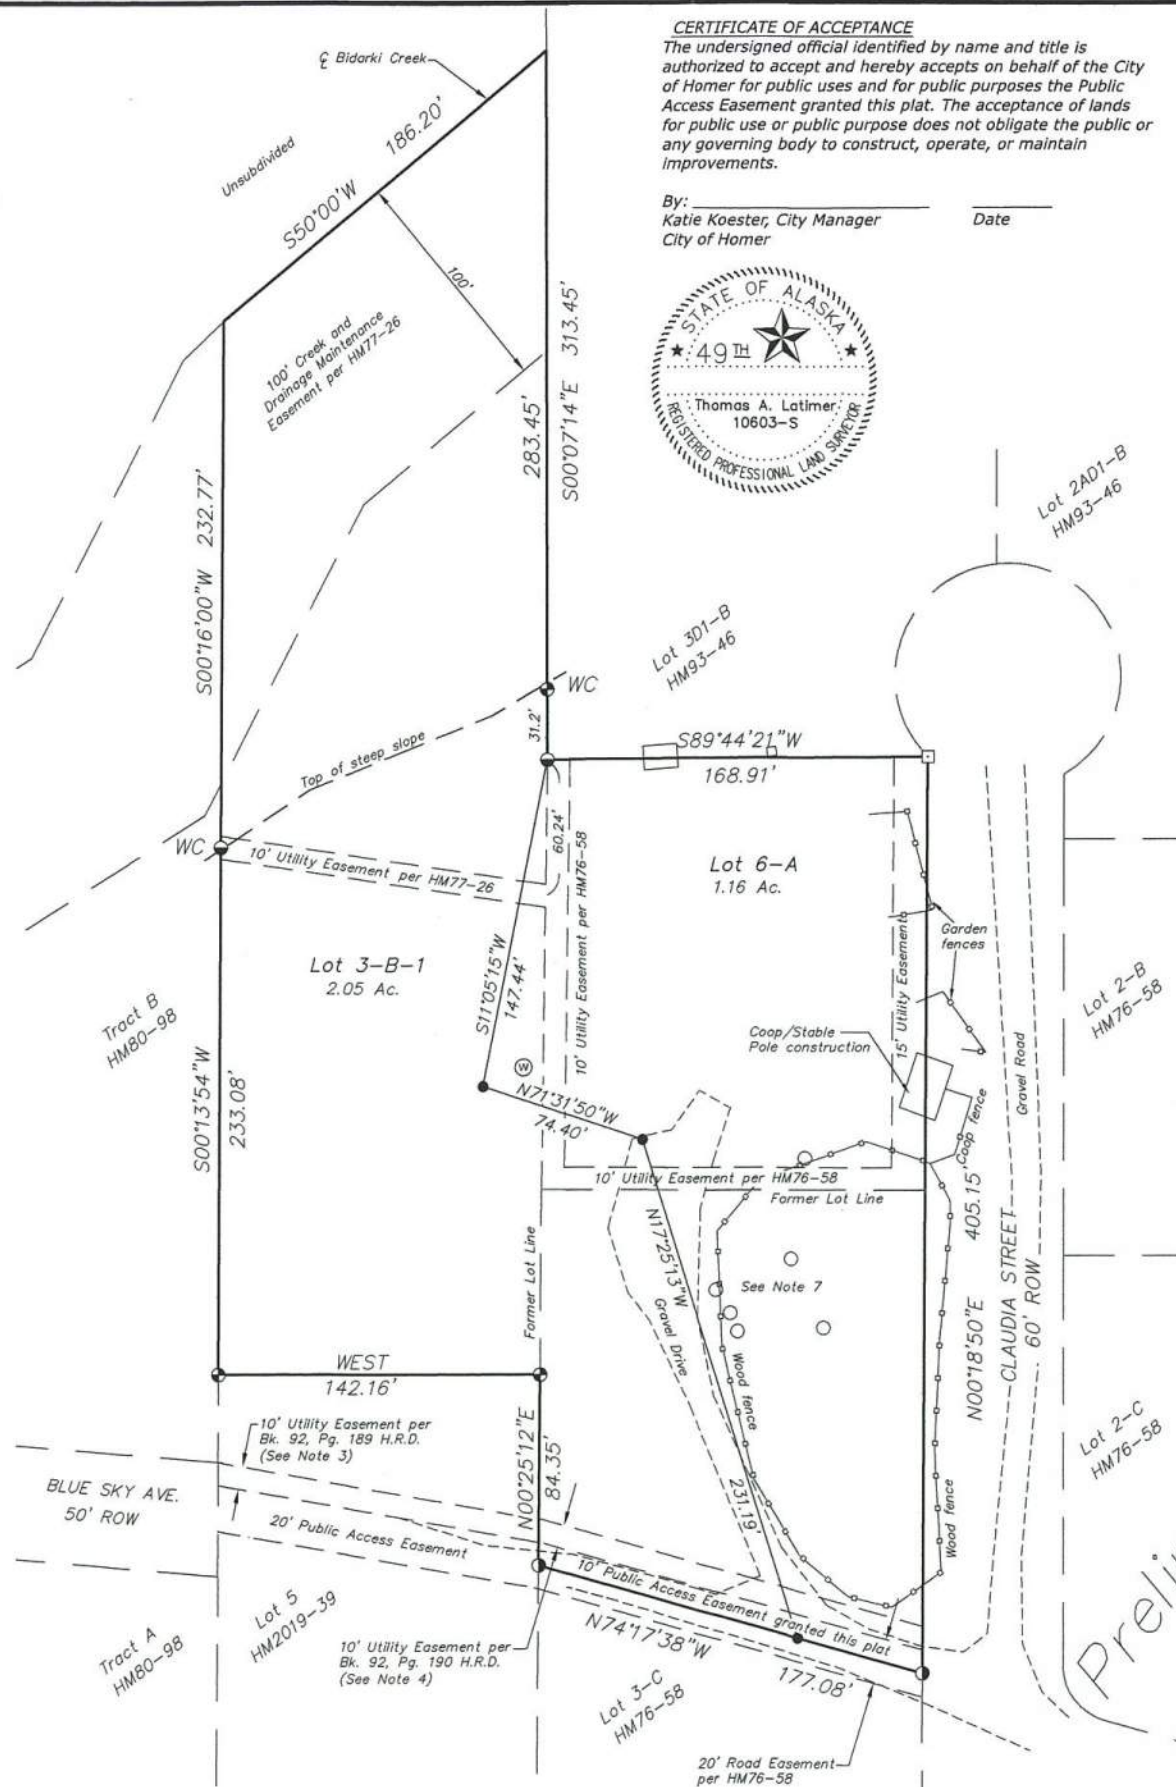 CERTIFICATE OF ACCEPTANCE
The undersigned official identified by name and title is
authorized to accept and hereby accepts on behalf of the City
of Homer for public uses and for public purposes the Public
Access Easement granted this plat. The acceptance of lands
for public use or public purpose does not obligate the public or
any governing body to construct, operate, or maintain
improvements.
By:
Katie Koester, City Manager
Date
City of Homer
STATE OF ALASKA
49TH
Thomas A. Latimer
10603-S
REGISTERED PROFESSIONAL LAND SURVEYOR
℄ Bidarki Creek
186.20'
Unsubdivided
S50°00'W
100'
100' Creek and
Drainage Maintenance
Easement per HM77-26
283.45'
S00°07'14"E 313.45'
S00°16'00"W 232.77'
Lot 2AD1-B
HM93-46
Lot 3D1-B
HM93-46
WC
31.2'
S89°44'21"W
168.91'
Top of steep slope
WC
10' Utility Easement per HM77-26
60.24'
10' Utility Easement per HM76-58
Lot 6-A
1.16 Ac.
Garden
fences
15' Utility Easement
Lot 3-B-1
2.05 Ac.
S11°05'15"W
147.44'
Tract B
HM80-98
Lot 2-B
HM76-58
Coop/Stable
Pole construction
Gravel Road
W
N71°31'50"W
74.40'
S00°13'54"W
233.08'
Coop fence
10' Utility Easement per HM76-58
Former Lot Line
405.15'
N00°18'50"E
CLAUDIA STREET
60' ROW
Former Lot Line
N17°25'13"W
231.19'
See Note 7
Gravel Drive
Wood fence
WEST
142.16'
10' Utility Easement per
Bk. 92, Pg. 189 H.R.D.
(See Note 3)
N00°25'12"E
84.35'
Lot 2-C
HM76-58
Wood fence
BLUE SKY AVE.
50' ROW
20' Public Access Easement
10' Public Access Easement granted this plat
Lot 5
HM2019-39
Tract A
HM80-98
10' Utility Easement per
Bk. 92, Pg. 190 H.R.D.
(See Note 4)
N74°17'38"W
177.08'
Lot 3-C
HM76-58
20' Road Easement
per HM76-58
Preli